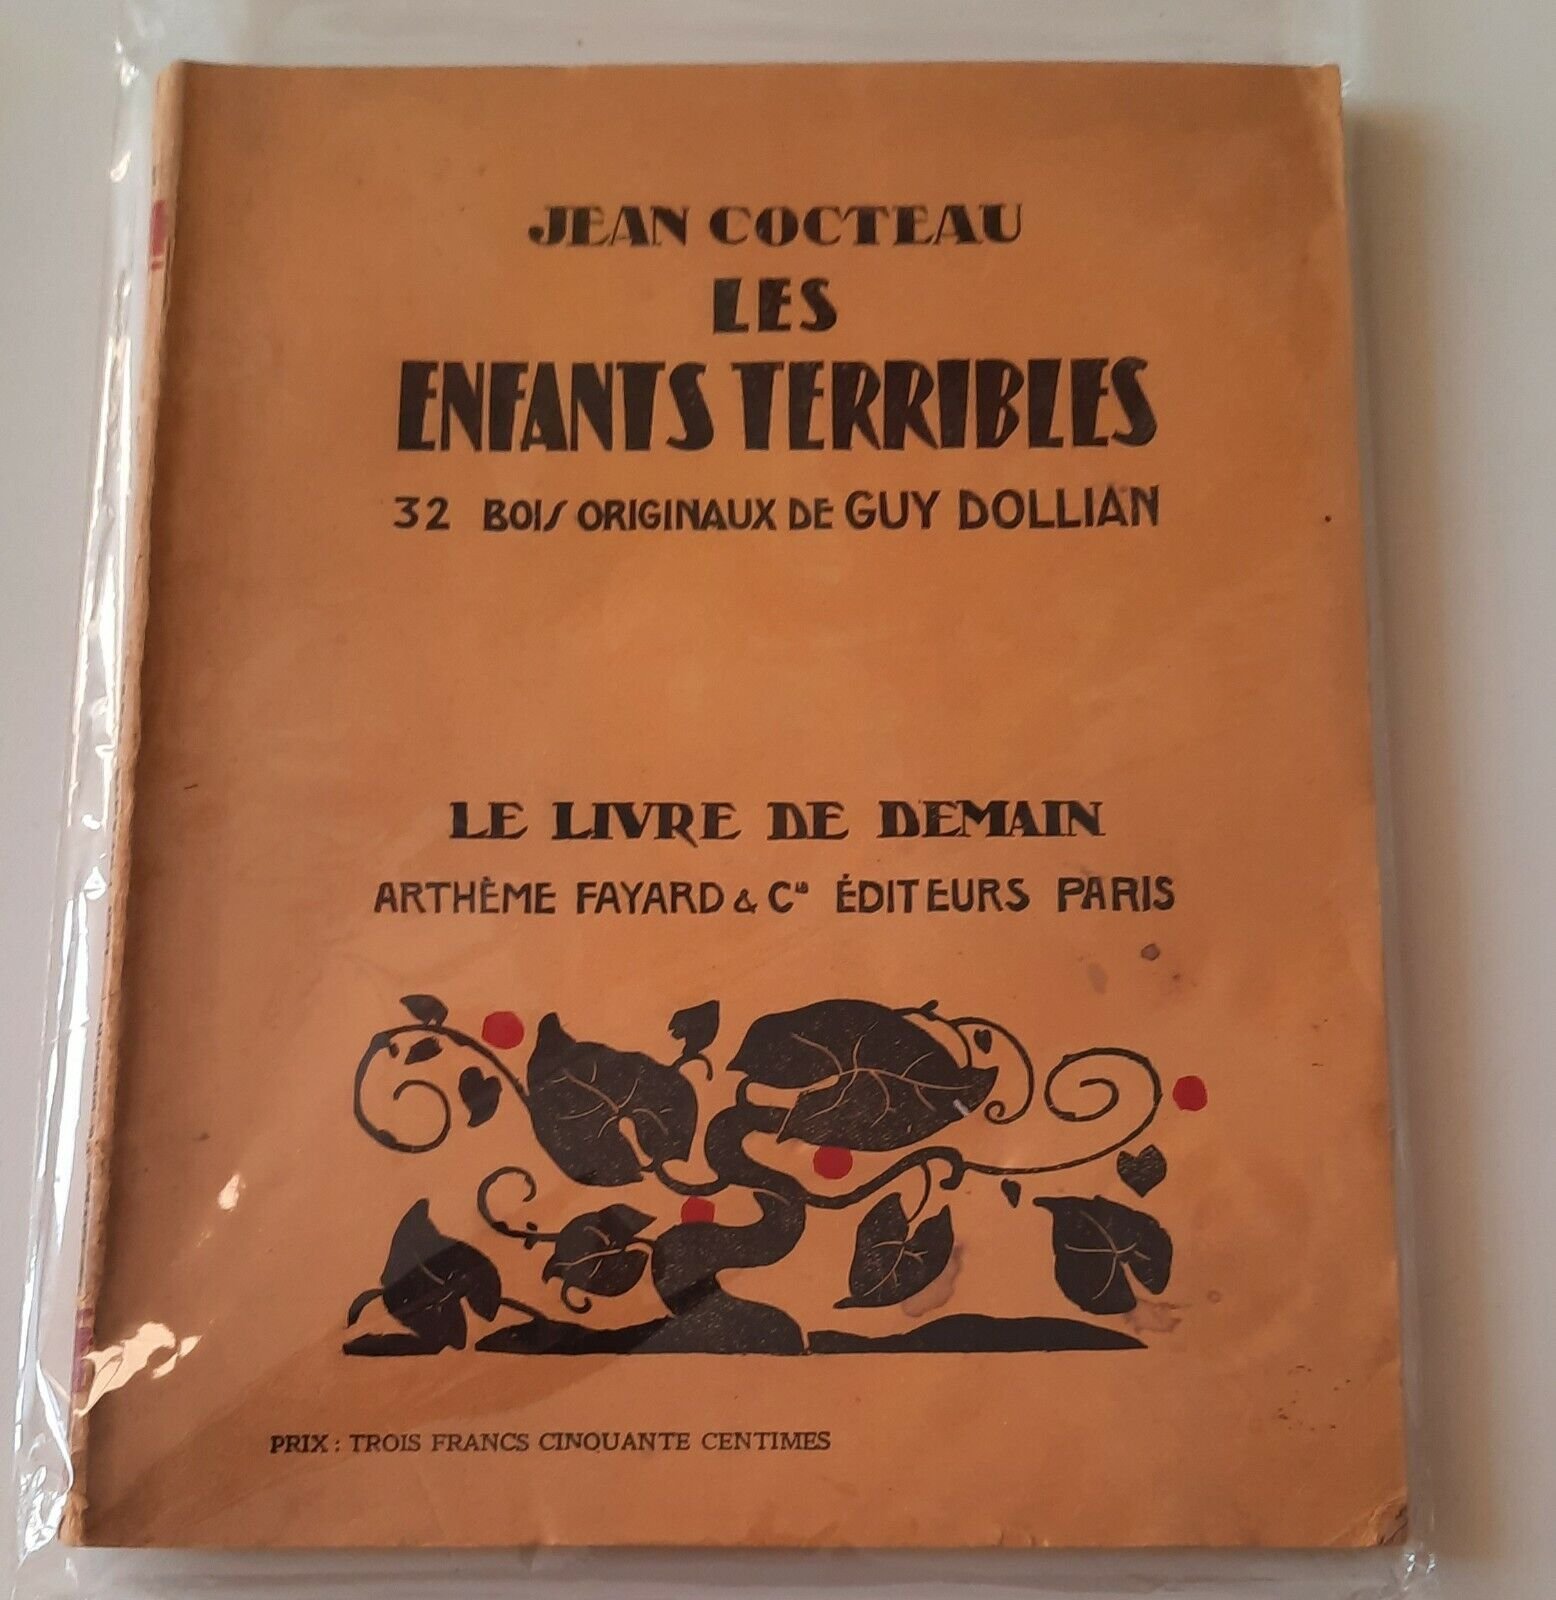 JEAN COCTEAU
LES
ENFANTS TERRIBLES
32 BOIS ORIGINAUX DE GUY DOLLIAN
LE LIVRE DE DEMAIN
ARTHÈME FAYARD & Cie ÉDITEURS PARIS
PRIX : TROIS FRANCS CINQUANTE CENTIMES